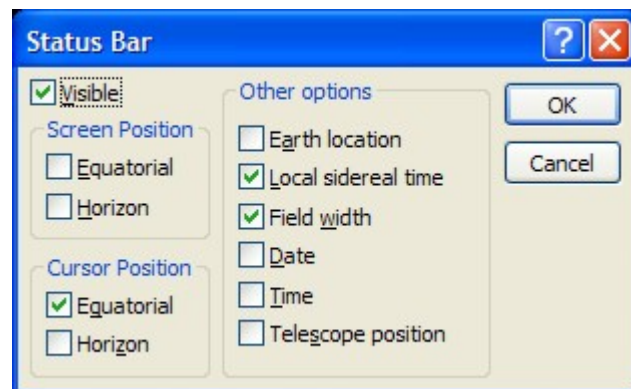 Status Bar
Visible
Screen Position
Equatorial
Horizon
Cursor Position
Equatorial
Horizon
Other options
Earth location
Local sidereal time
Field width
Date
Time
Telescope position
OK
Cancel